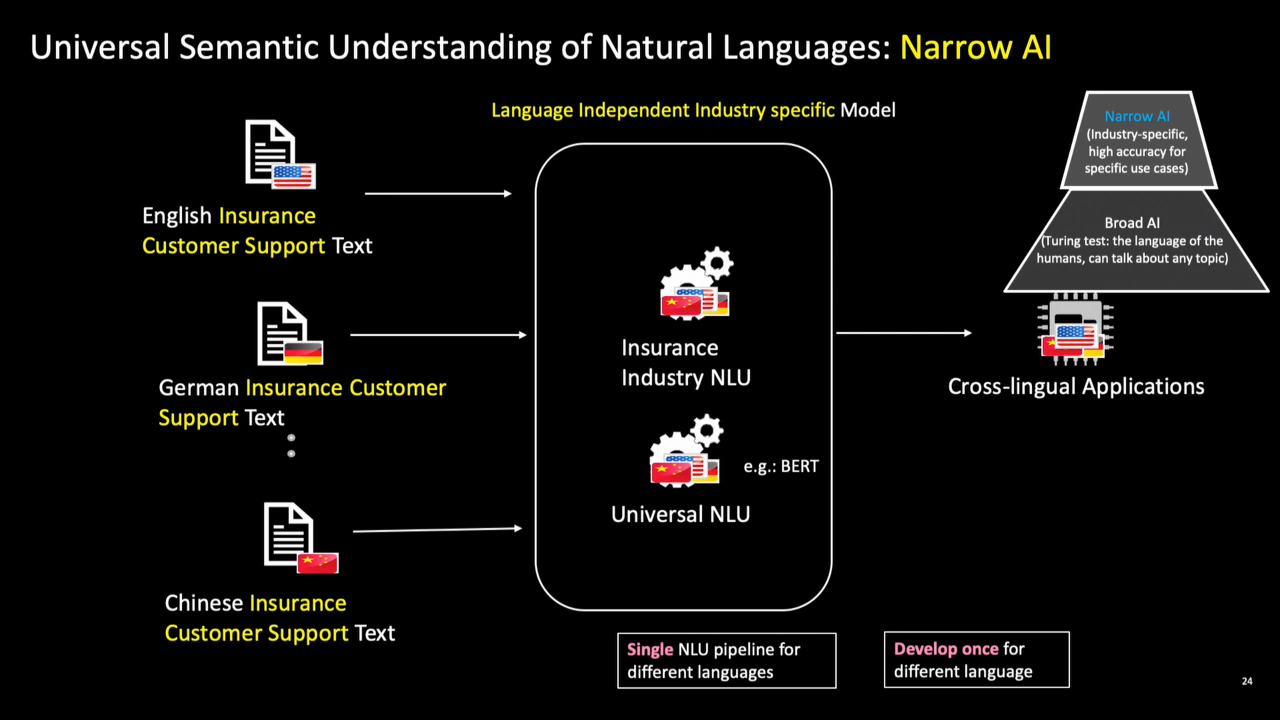 Universal Semantic Understanding of Natural Languages: Narrow AI
Language Independent Industry specific Model
English Insurance
Customer Support Text
German Insurance Customer
Support Text
Chinese Insurance
Customer Support Text
Insurance
Industry NLU
e.g.: BERT
Universal NLU
Narrow AI
(Industry-specific,
high accuracy for
specific use cases)
Broad AI
(Turing test: the language of the
humans, can talk about any topic)
Cross-lingual Applications
Single NLU pipeline for
different languages
Develop once for
different language
24